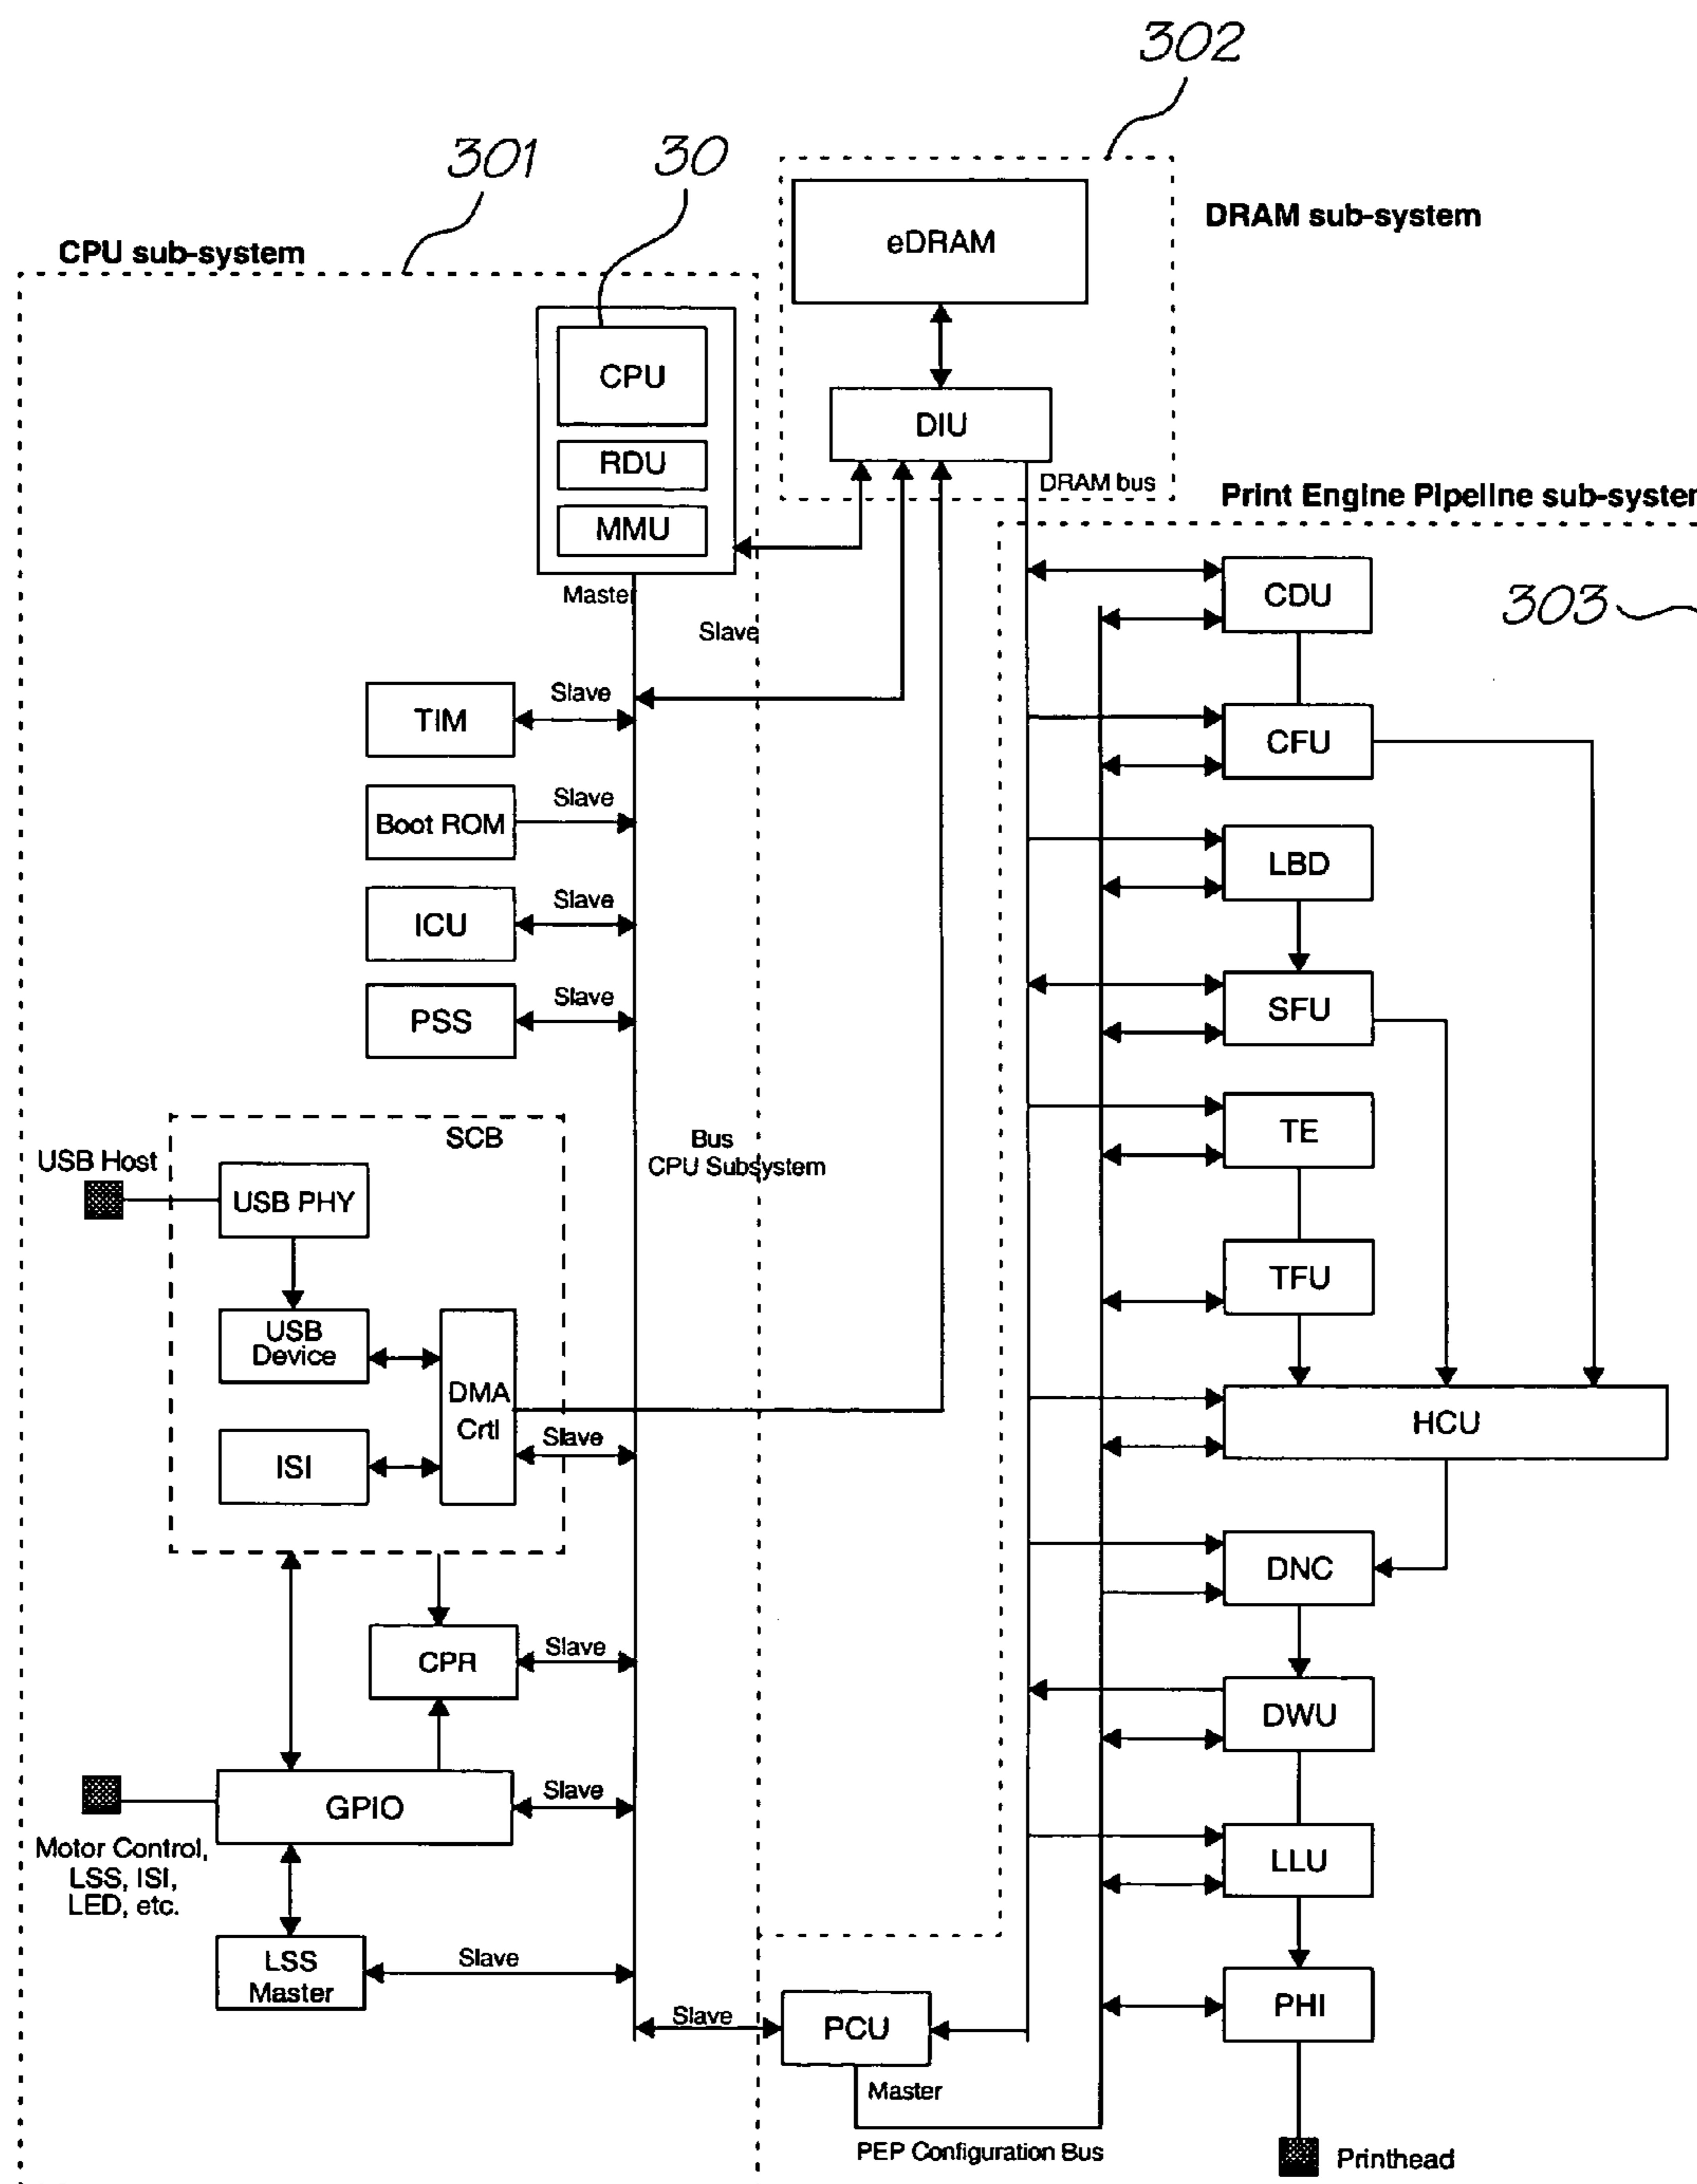 302
301
30
DRAM sub-system
CPU sub-system
eDRAM
CPU
DIU
RDU
DRAM bus
MMU
Print Engine Pipeline sub-system
Master
CDU
303
Slave
Slave
TIM
CFU
Slave
Boot ROM
LBD
Slave
ICU
Slave
PSS
SFU
SCB
Bus
CPU Subsystem
TE
USB Host
USB PHY
TFU
USB
Device
DMA
Crtl
HCU
Slave
ISI
DNC
Slave
CPR
DWU
Slave
GPIO
Motor Control,
LSS, ISI,
LED, etc.
LLU
LSS
Master
Slave
PHI
Slave
PCU
Master
PEP Configuration Bus
Printhead